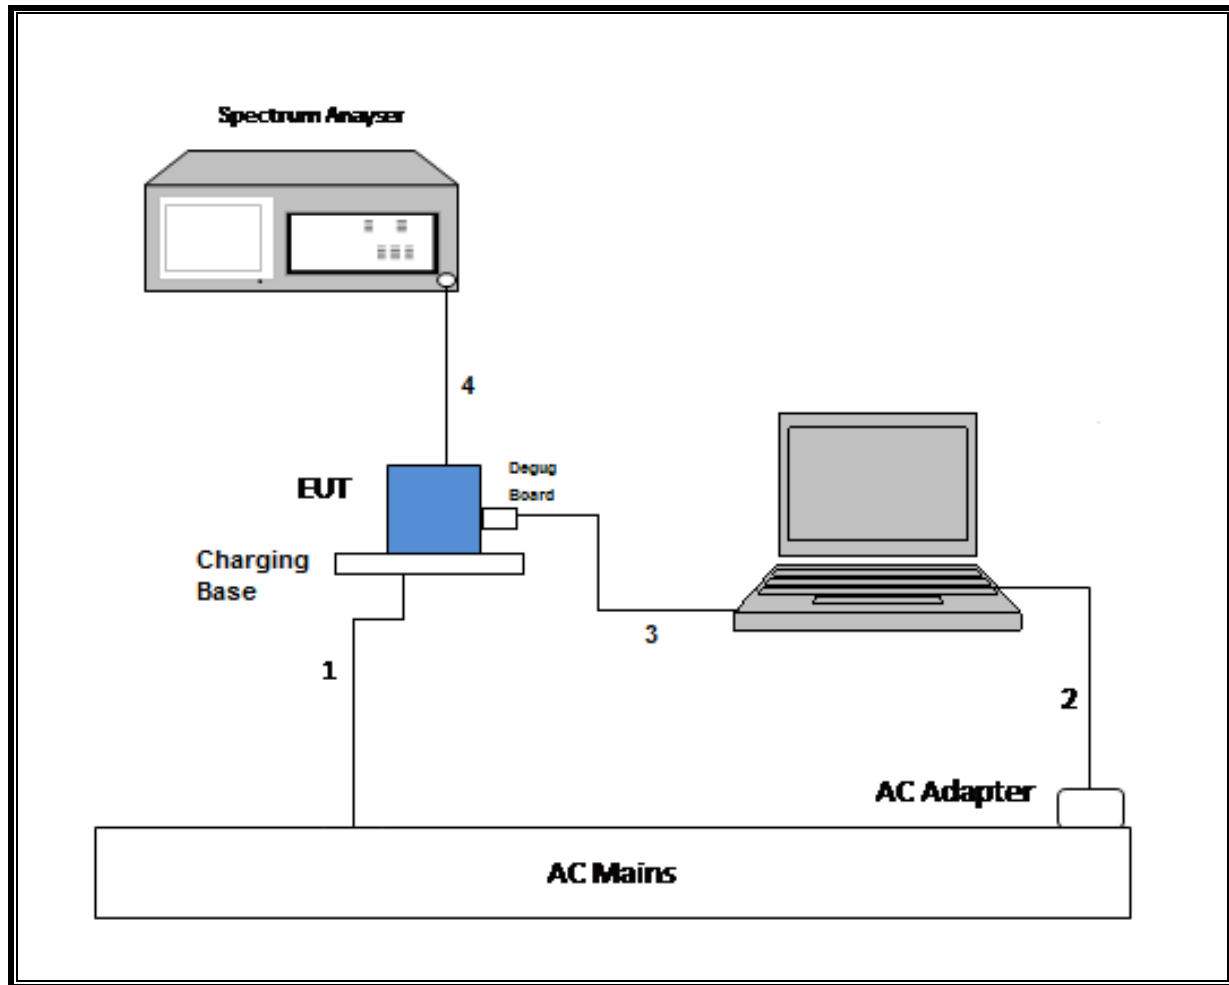 Spectrum Anayser
4
EUT
Degug
Board
Charging
Base
3
1
2
AC Adapter
AC Mains